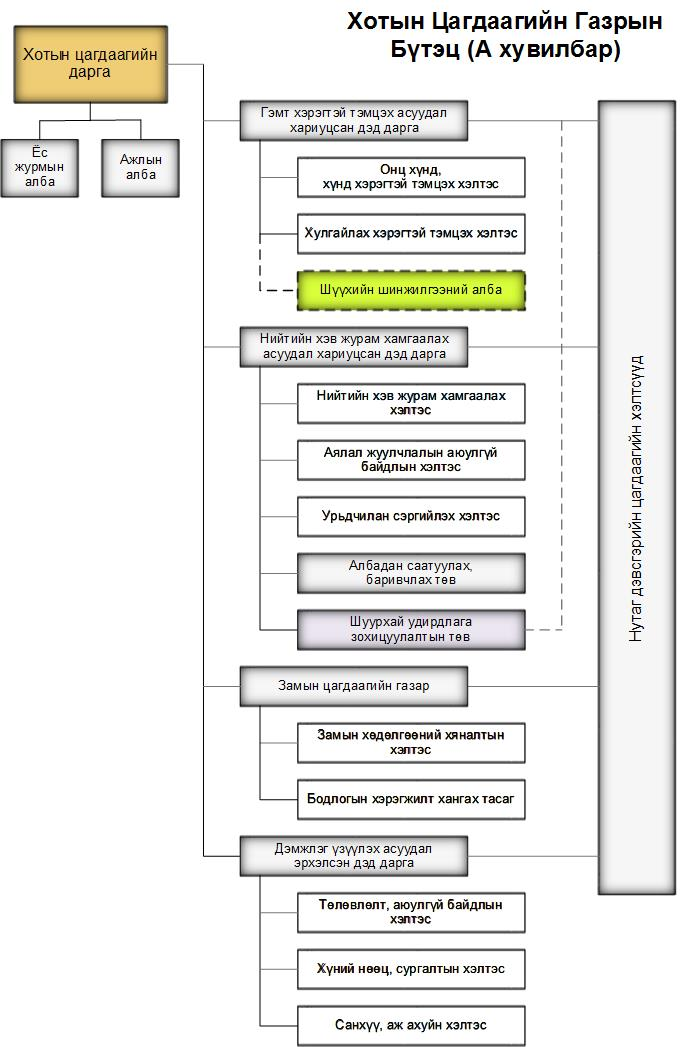 Хотын Цагдаагийн Газрын
Бүтэц (А хувилбар)
Хотын цагдаагийн
дарга
Ёс
журмын
алба
Ажлын
алба
Гэмт хэрэгтэй тэмцэх асуудал
хариуцсан дэд дарга
Онц хүнд,
хүнд хэрэгтэй тэмцэх хэлтэс
Хулгайлах хэрэгтэй тэмцэх хэлтэс
Шүүхийн шинжилгээний алба
Нийтийн хэв журам хамгаалах
асуудал хариуцсан дэд дарга
Нийтийн хэв журам хамгаалах
хэлтэс
Аялал жуулчлалын аюулгүй
байдлын хэлтэс
Урьдчилан сэргийлэх хэлтэс
Албадан саатуулах,
баривчлах төв
Шуурхай удирдлага
зохицуулалтын төв
Замын цагдаагийн газар
Замын хөдөлгөөний хяналтын
хэлтэс
Бодлогын хэрэгжилт хангах тасаг
Дэмжлэг үзүүлэх асуудал
эрхэлсэн дэд дарга
Төлөвлөлт, аюулгүй байдлын
хэлтэс
Хүний нөөц, сургалтын хэлтэс
Санхүү, аж ахуйн хэлтэс
Нутаг дэвсгэрийн цагдаагийн хэлтсүүд